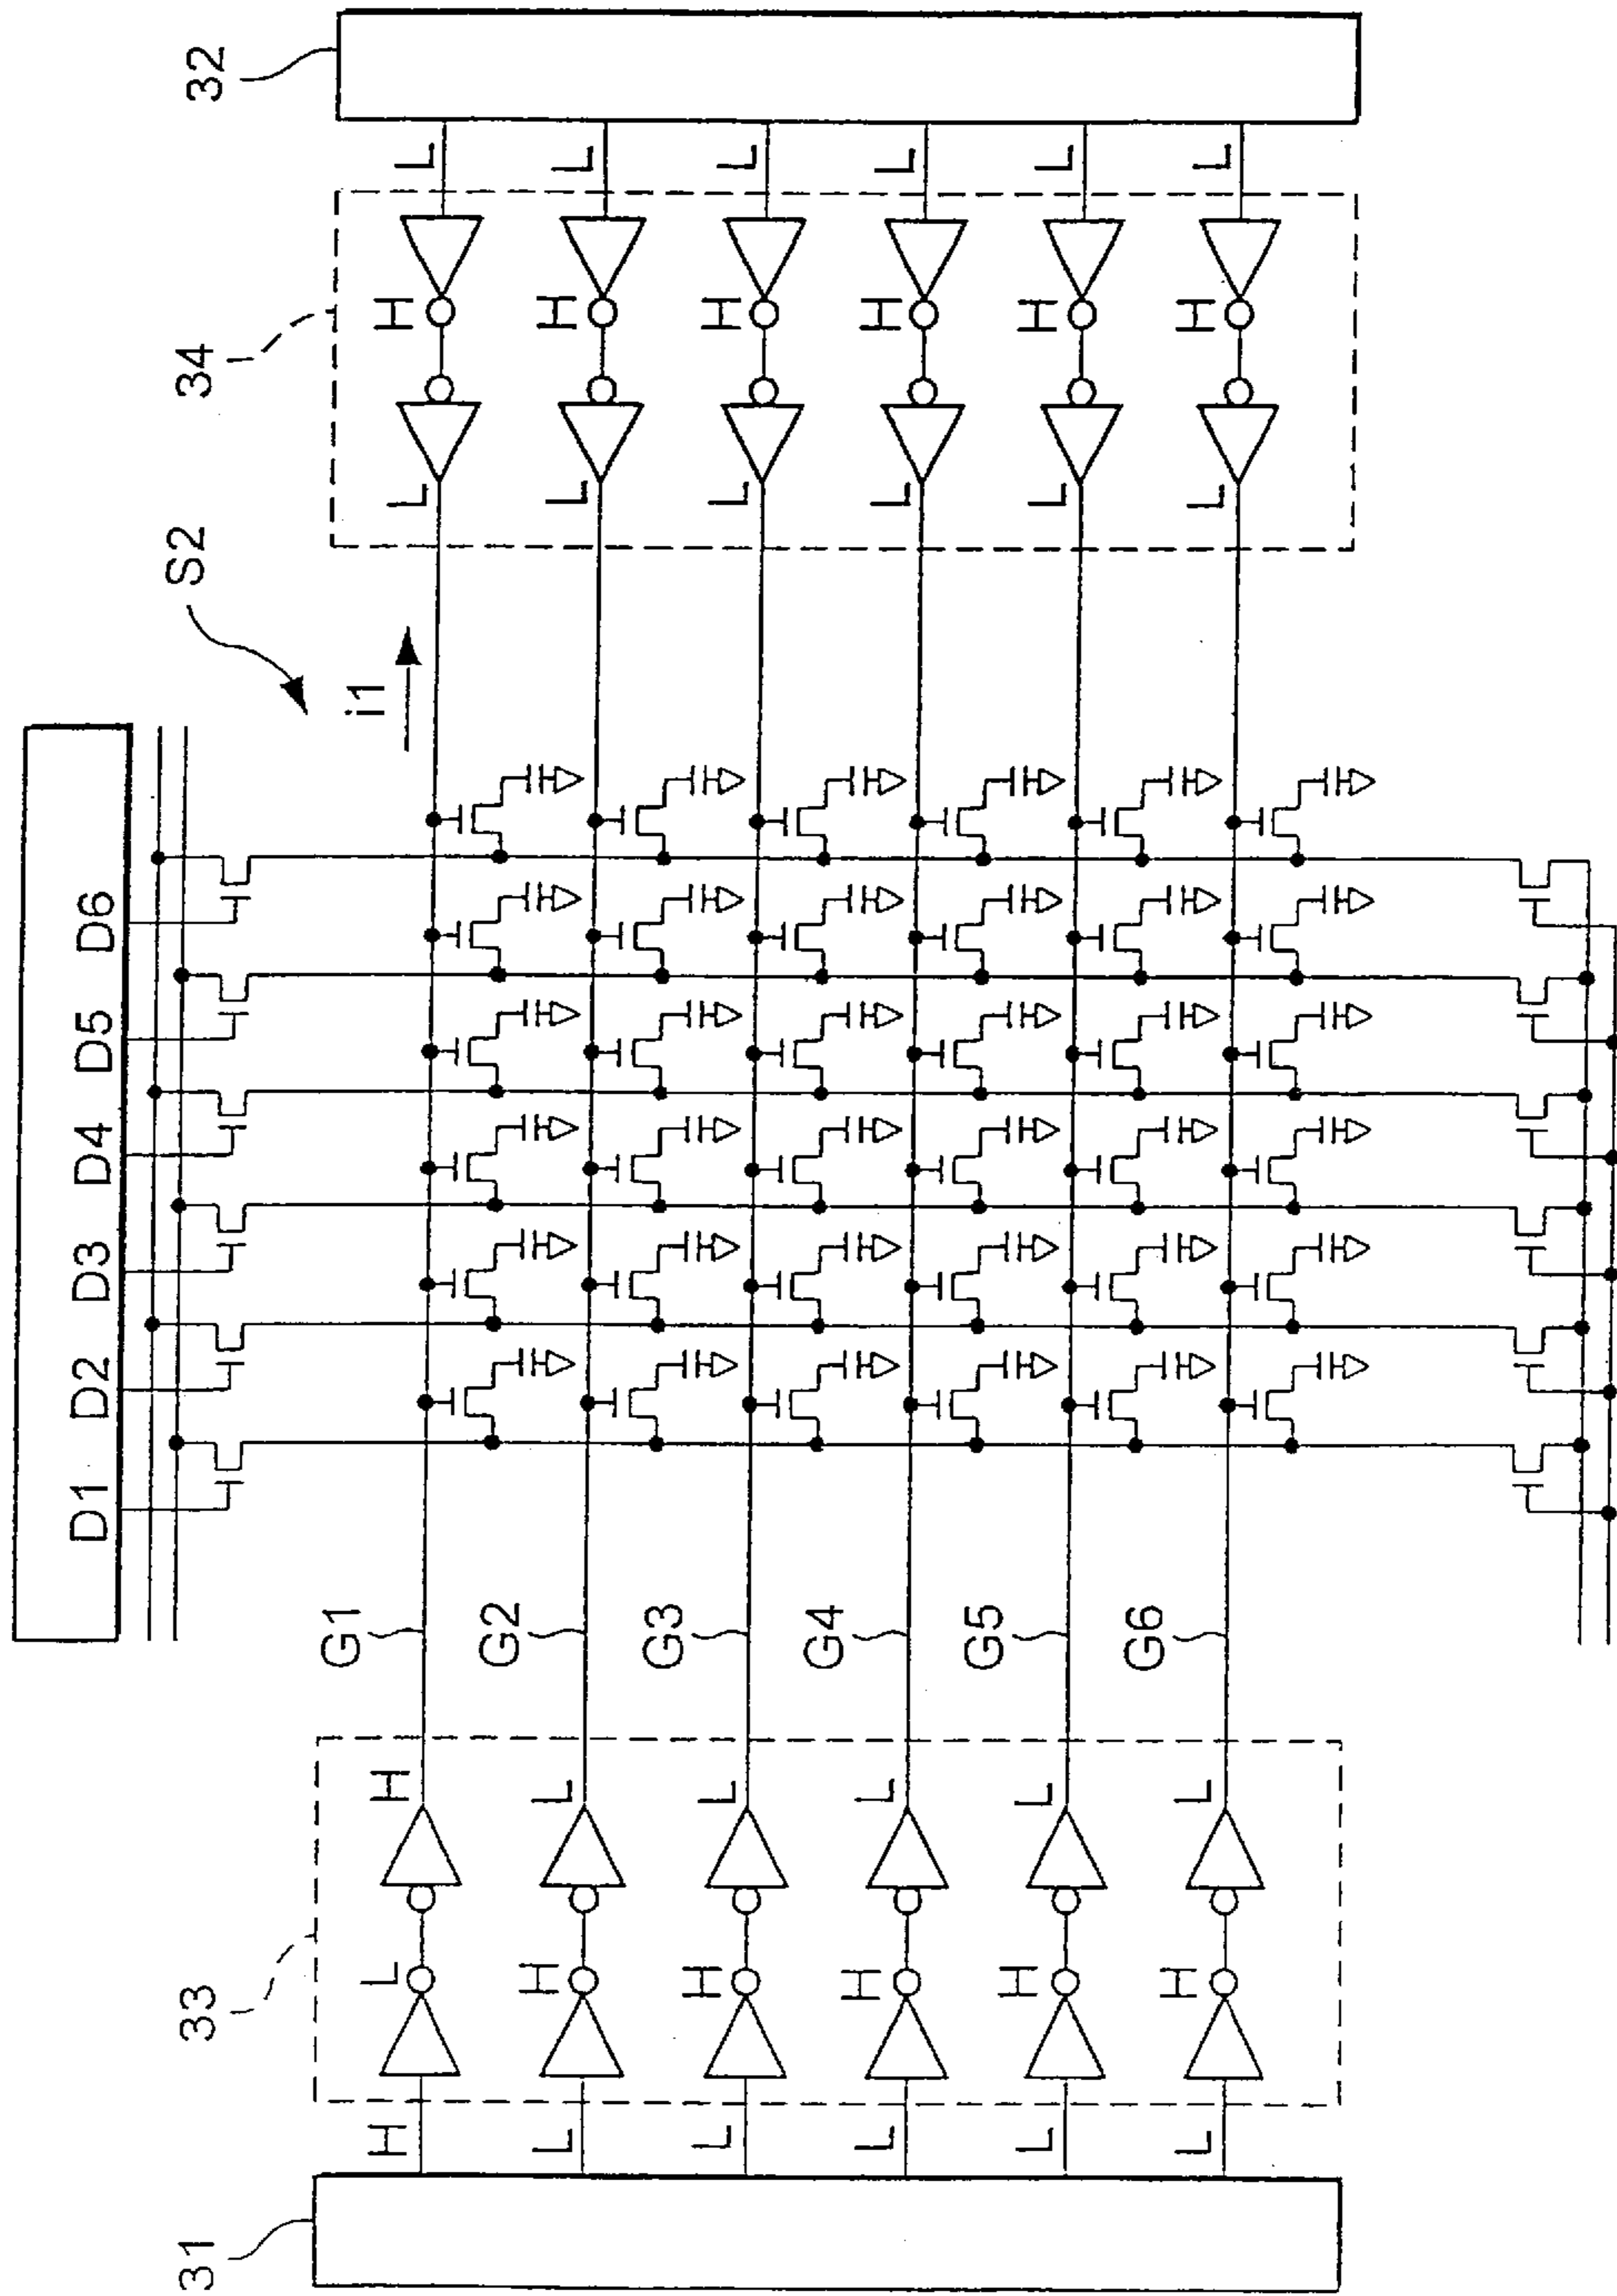 D1 D2 D3 D4 D5 D6
31 33 S2 34 32
G1 i1
H L H L H L
G2
L H L L H L
G3
L H L L H L
G4
L H L L H L
G5
L H L L H L
G6
L H L L H L